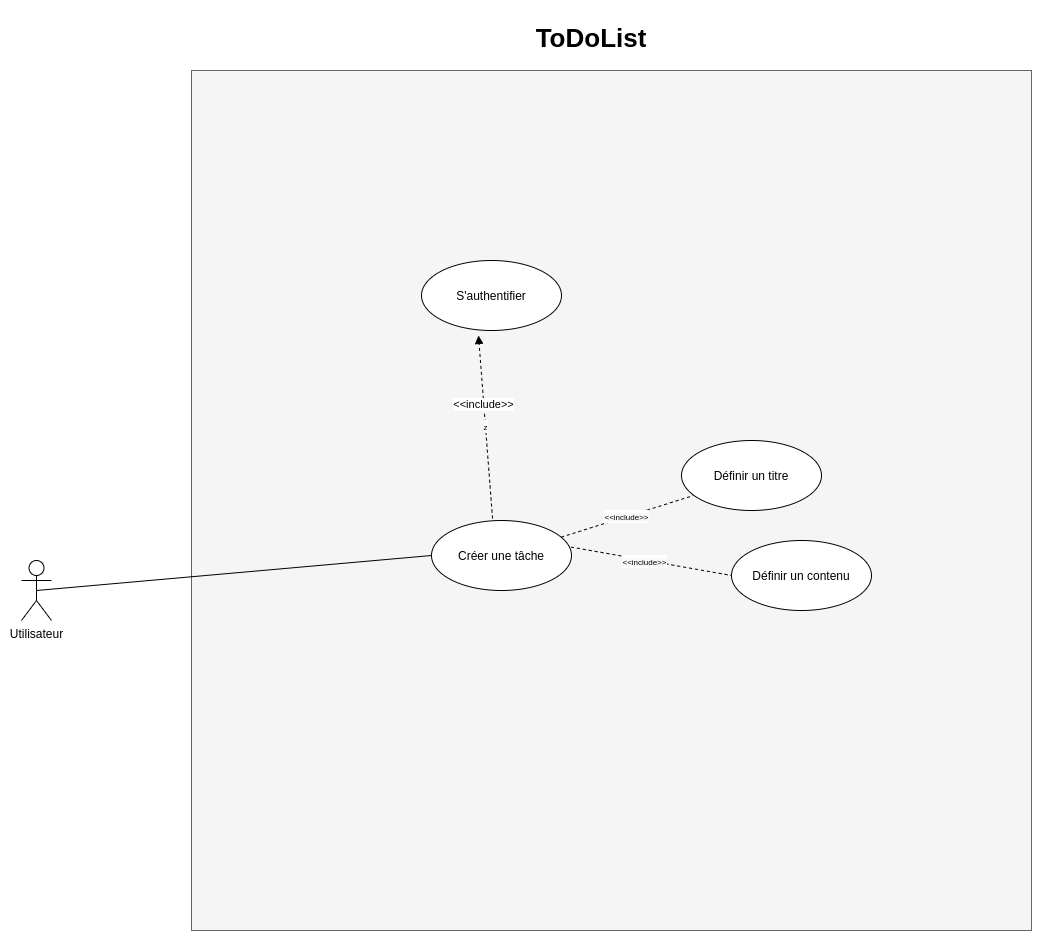 ToDoList
S'authentifier
<<include>>
z
Définir un titre
<<include>>
Créer une tâche
<<include>>
Définir un contenu
Utilisateur